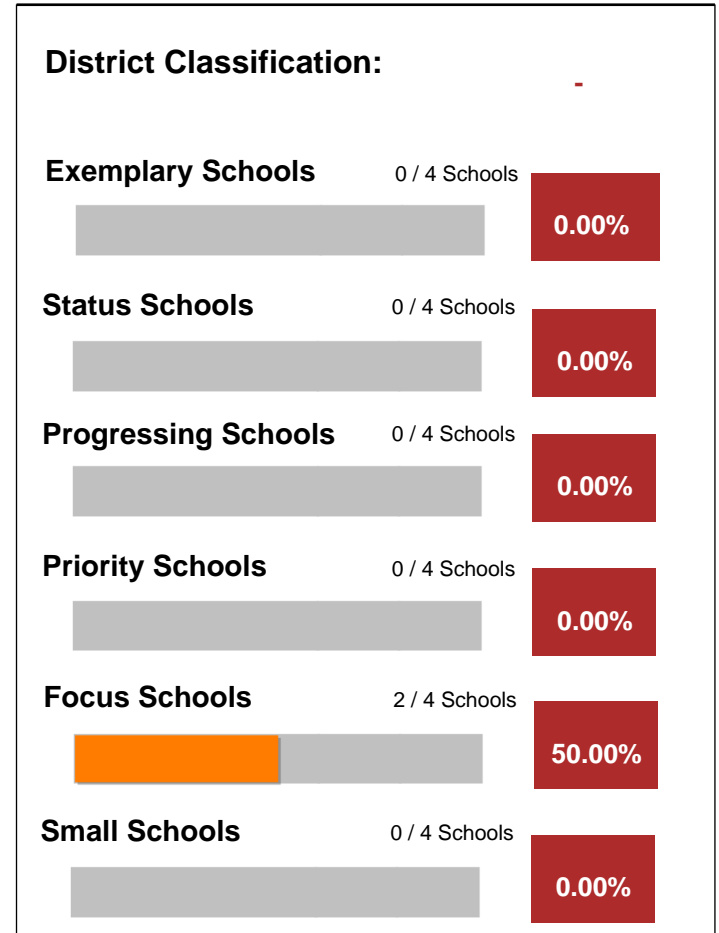 District Classification:
-
Exemplary Schools 0 / 4 Schools
0.00%
Status Schools 0 / 4 Schools
0.00%
Progressing Schools 0 / 4 Schools
0.00%
Priority Schools 0 / 4 Schools
0.00%
Focus Schools 2 / 4 Schools
50.00%
Small Schools 0 / 4 Schools
0.00%